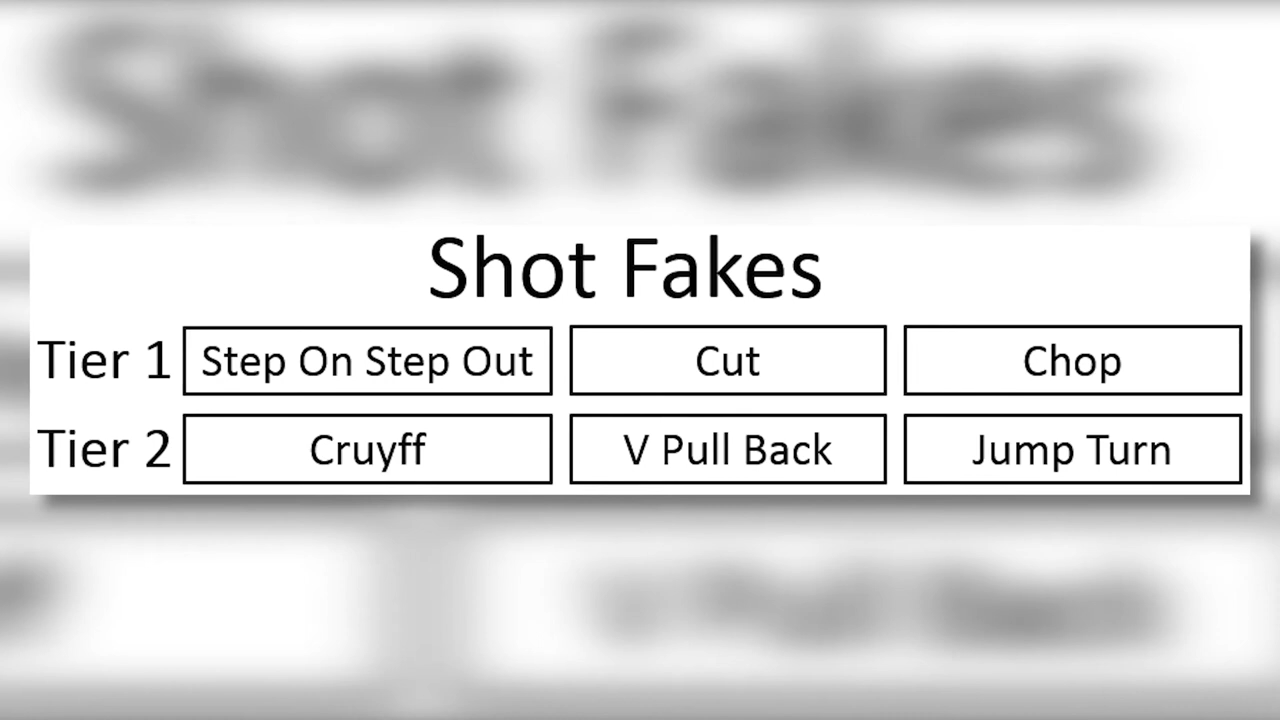 Shot Fakes
Tier 1 Step On Step Out Cut Chop
Tier 2 Cruyff V Pull Back Jump Turn